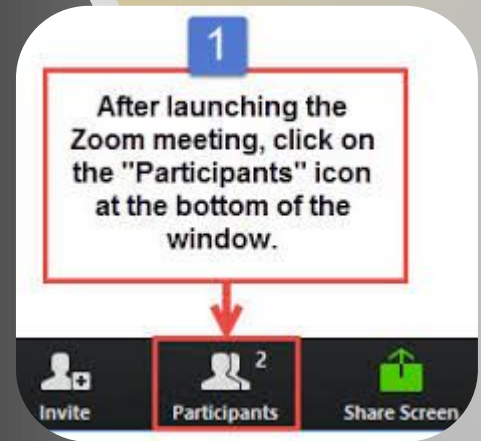 1
After launching the
Zoom meeting, click on
the "Participants" icon
at the bottom of the
window.
2
Invite
Participants
Share Screen